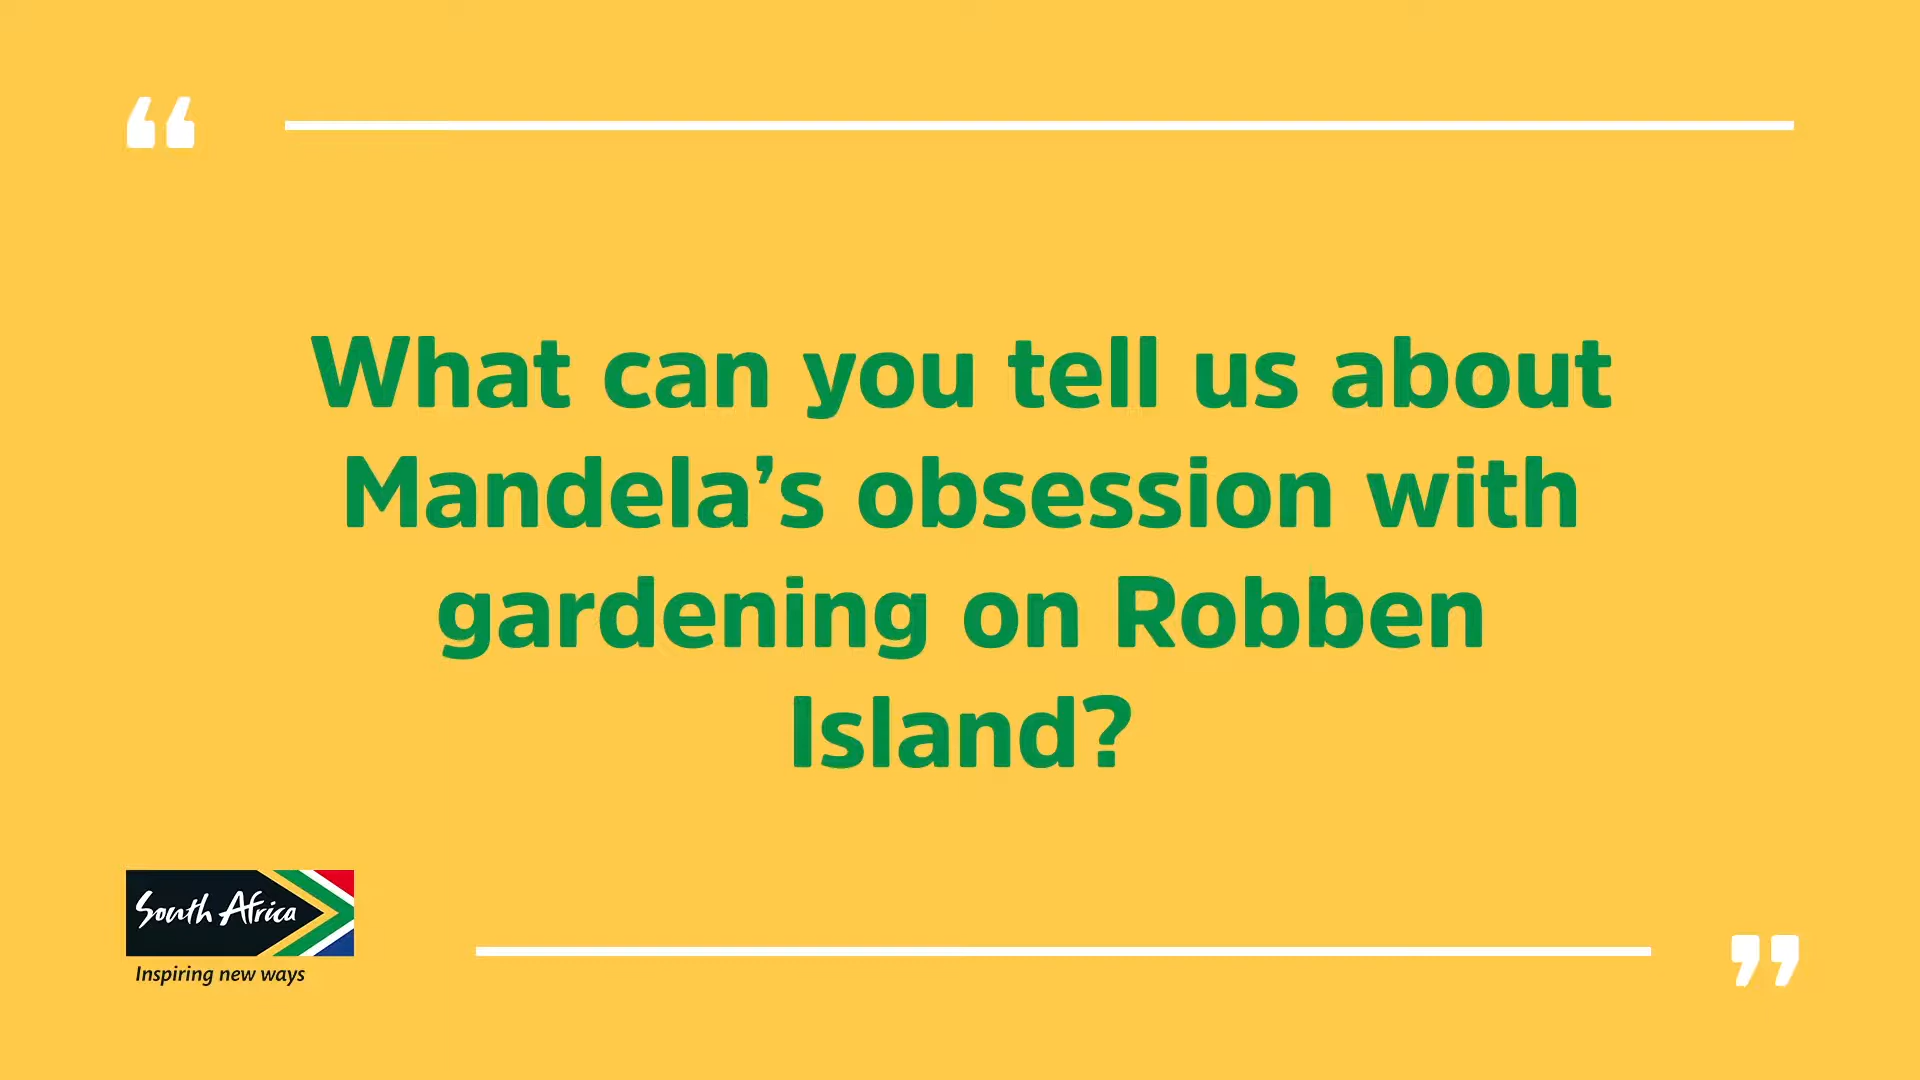 “
What can you tell us about
Mandela’s obsession with
gardening on Robben
Island?
South Africa
Inspiring new ways
”